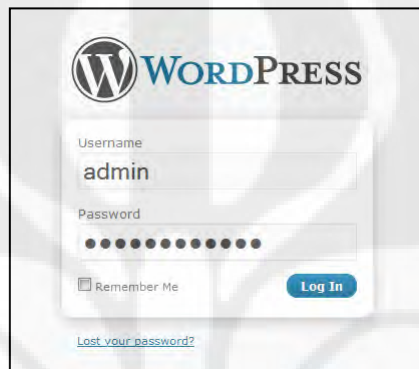 WORDPRESS
Username
admin
Password
●●●●●●●●●●●●
Remember Me
Log In
Lost your password?